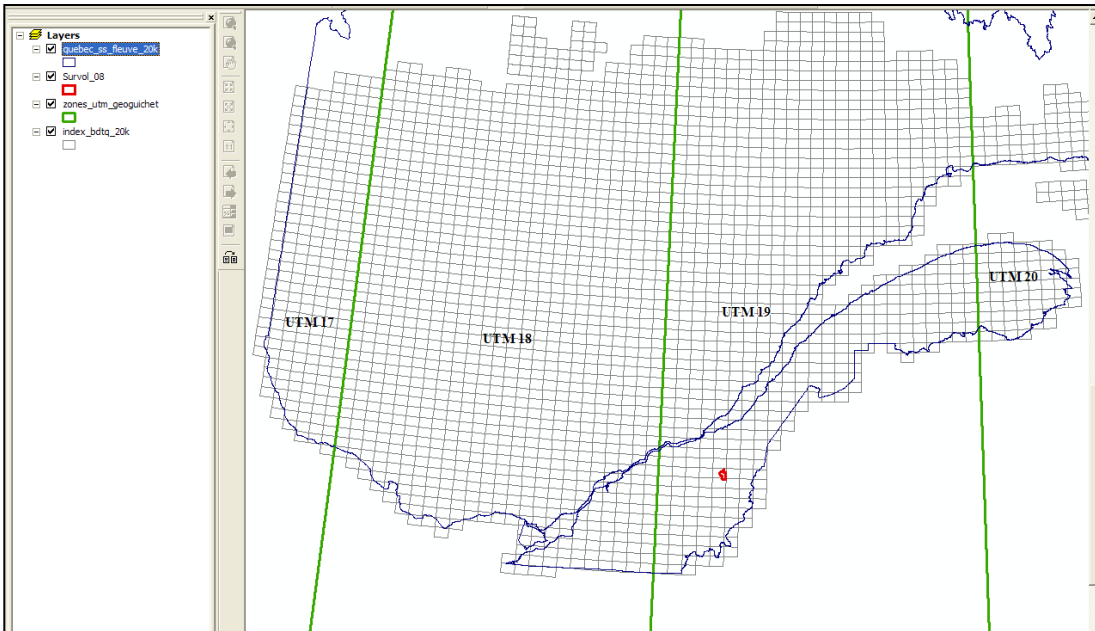 Layers
quebec_ss_fleuve_20k
Survol_08
zones_utm_geoguichet
index_bdtq_20k
UTM 20
UTM 19
UTM 17
UTM 18